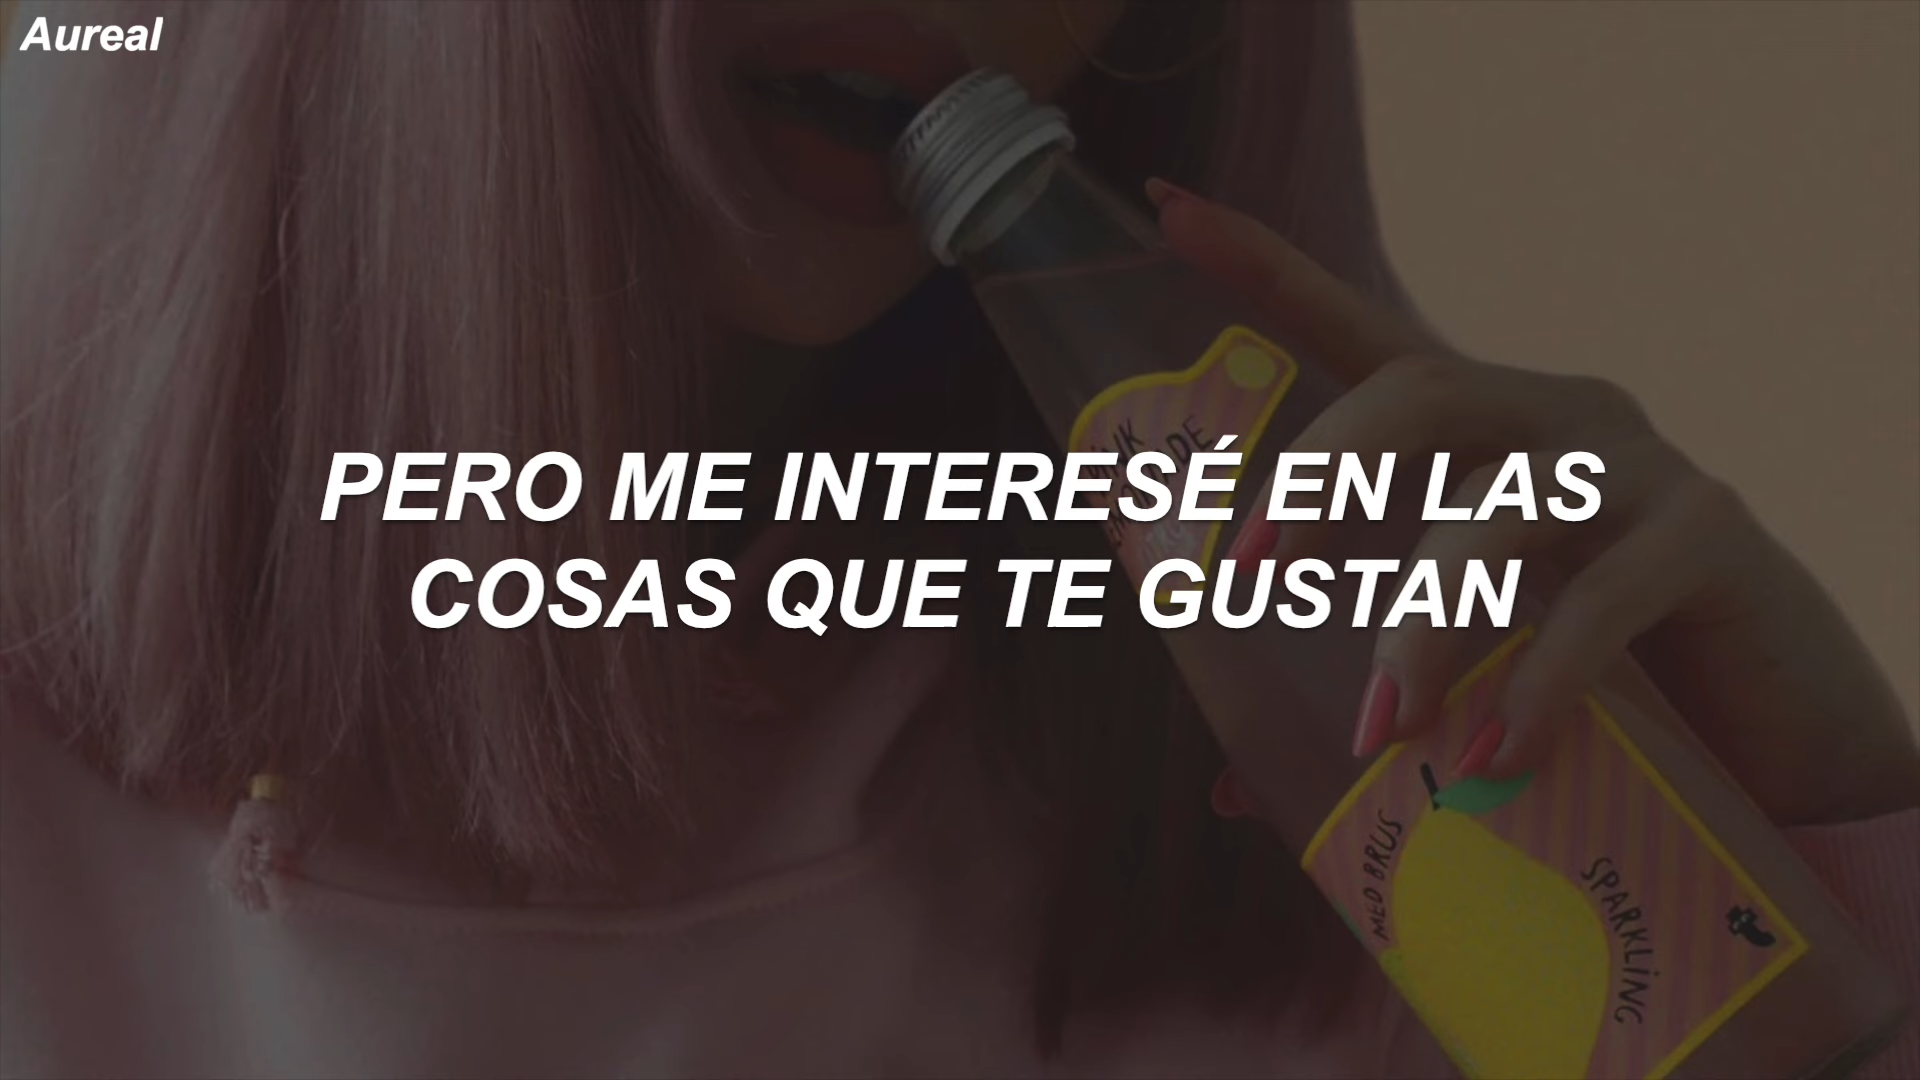 Aureal
PERO ME INTERESÉ EN LAS
COSAS QUE TE GUSTAN
MED BRUS
SPARKLiNG